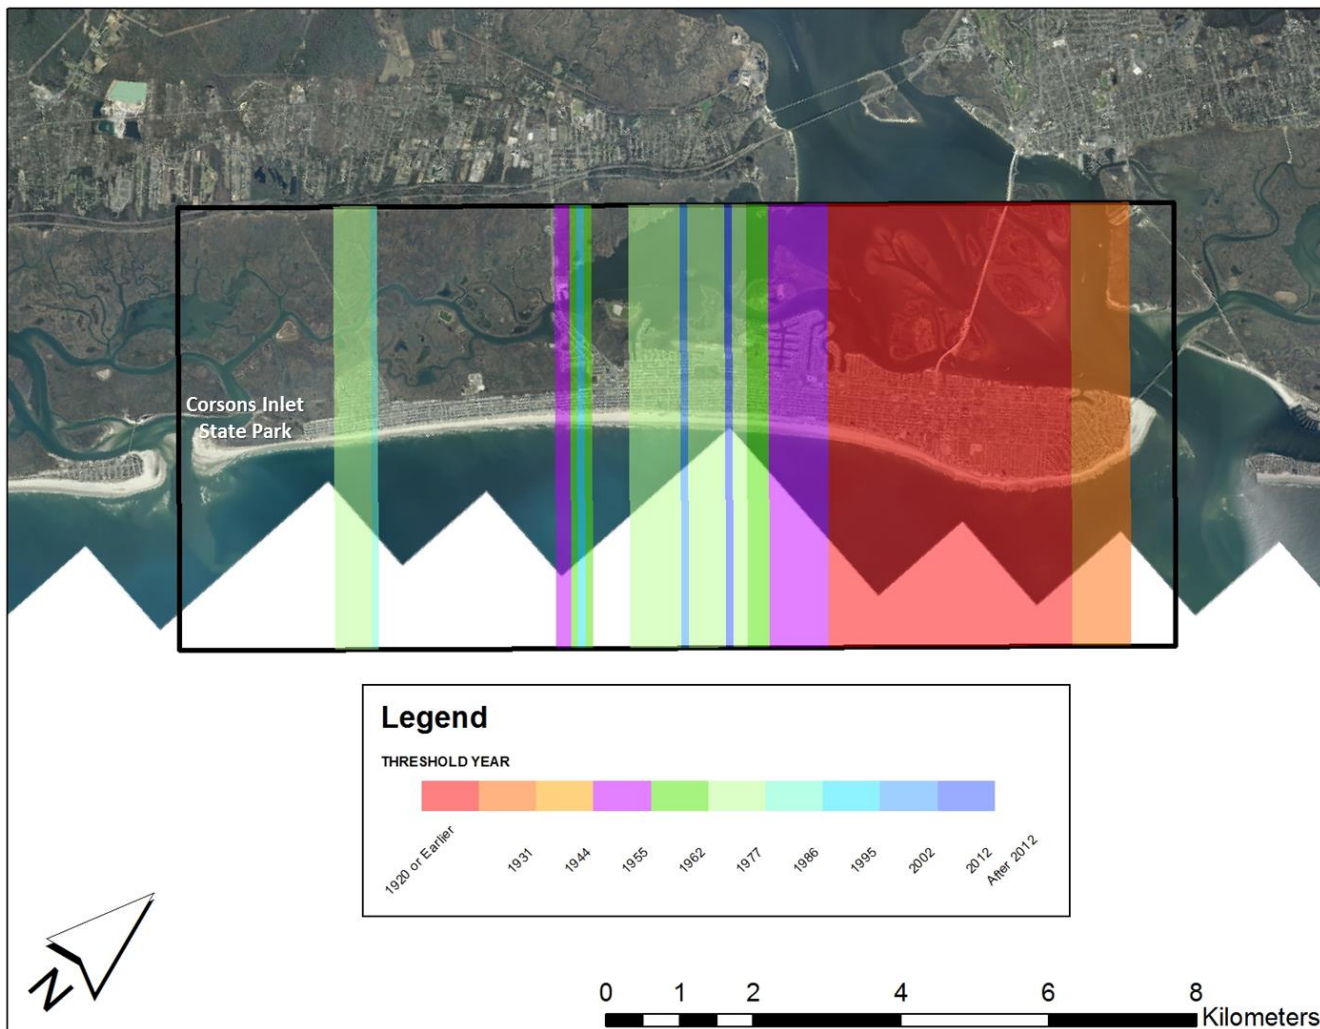 Corsons Inlet
State Park
Legend
THRESHOLD YEAR
1920 or Earlier
1931
1944
1955
1962
1977
1986
1995
2002
2012
After 2012
N
0 1 2 4 6 8
Kilometers